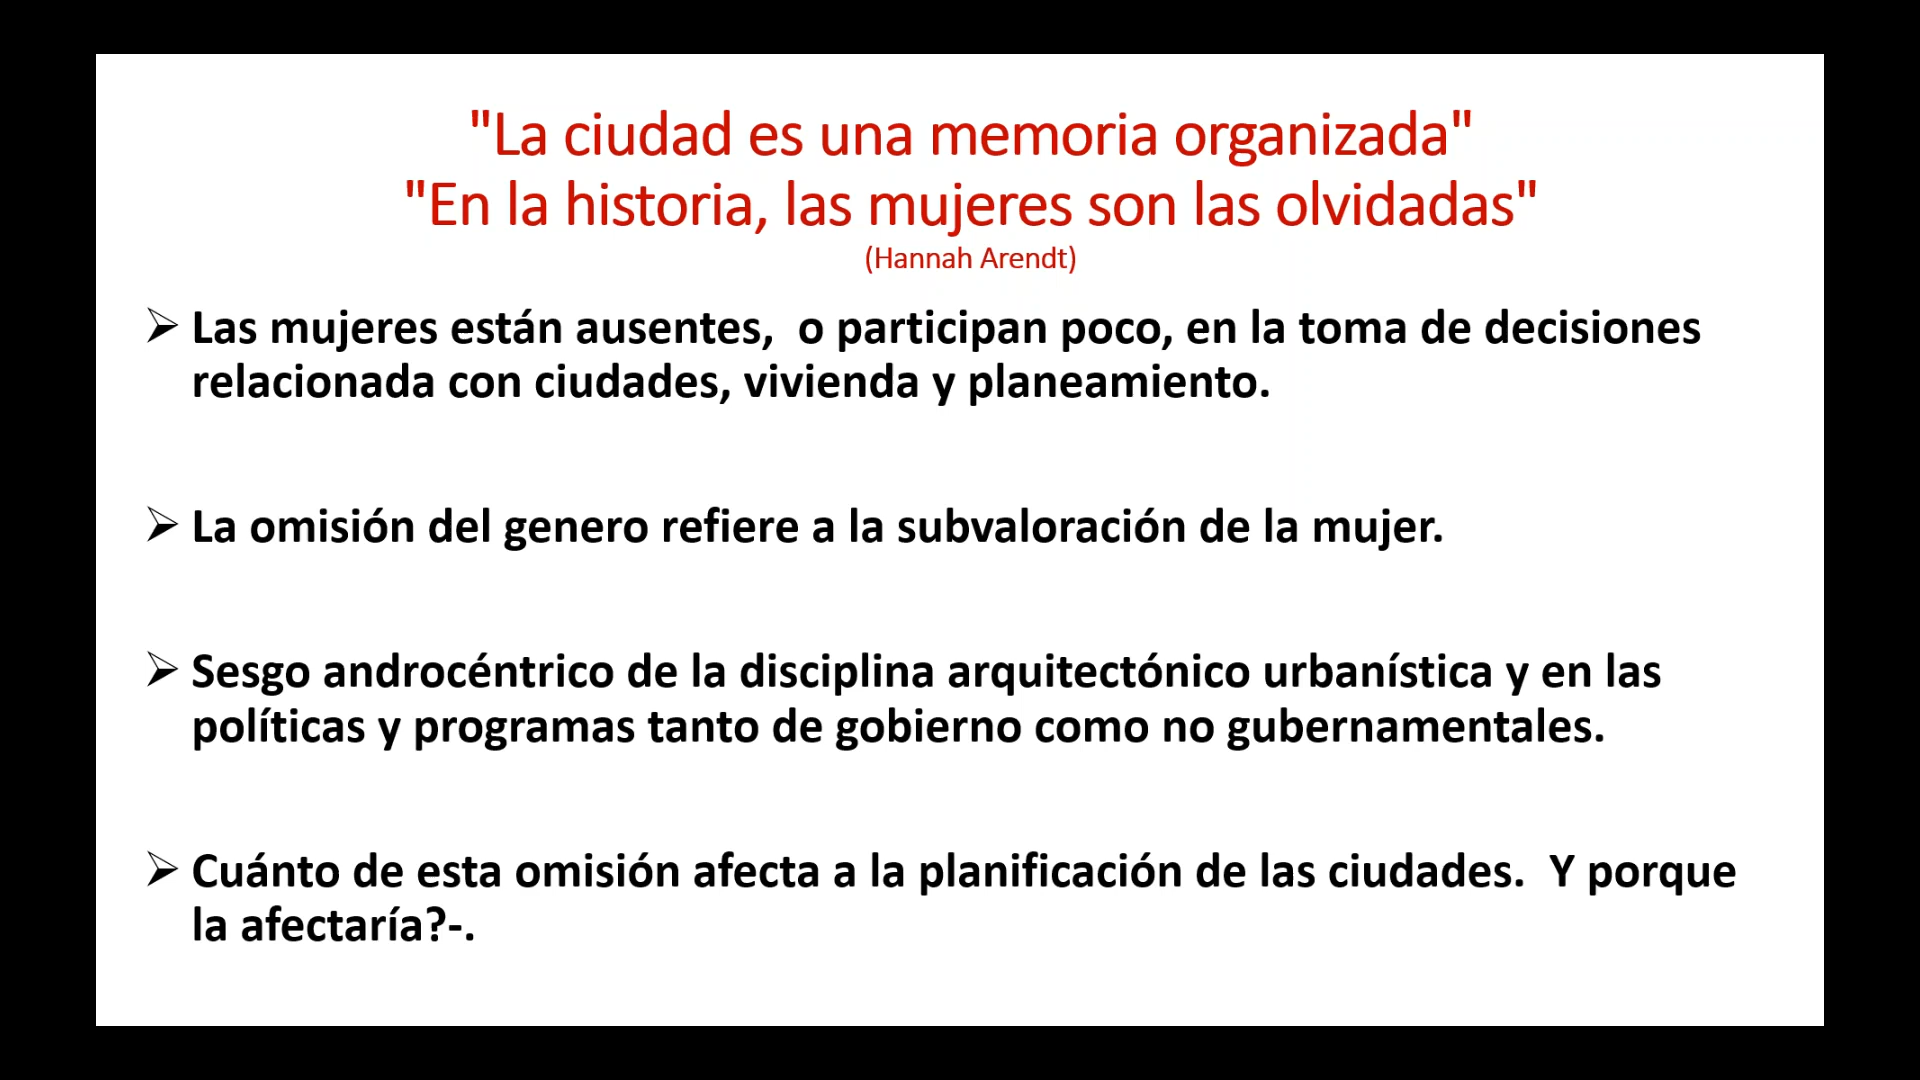 "La ciudad es una memoria organizada"
"En la historia, las mujeres son las olvidadas"
(Hannah Arendt)
➢ Las mujeres están ausentes,  o participan poco, en la toma de decisiones
relacionada con ciudades, vivienda y planeamiento.
➢ La omisión del genero refiere a la subvaloración de la mujer.
➢ Sesgo androcéntrico de la disciplina arquitectónico urbanística y en las
políticas y programas tanto de gobierno como no gubernamentales.
➢ Cuánto de esta omisión afecta a la planificación de las ciudades.  Y porque
la afectaría?-.